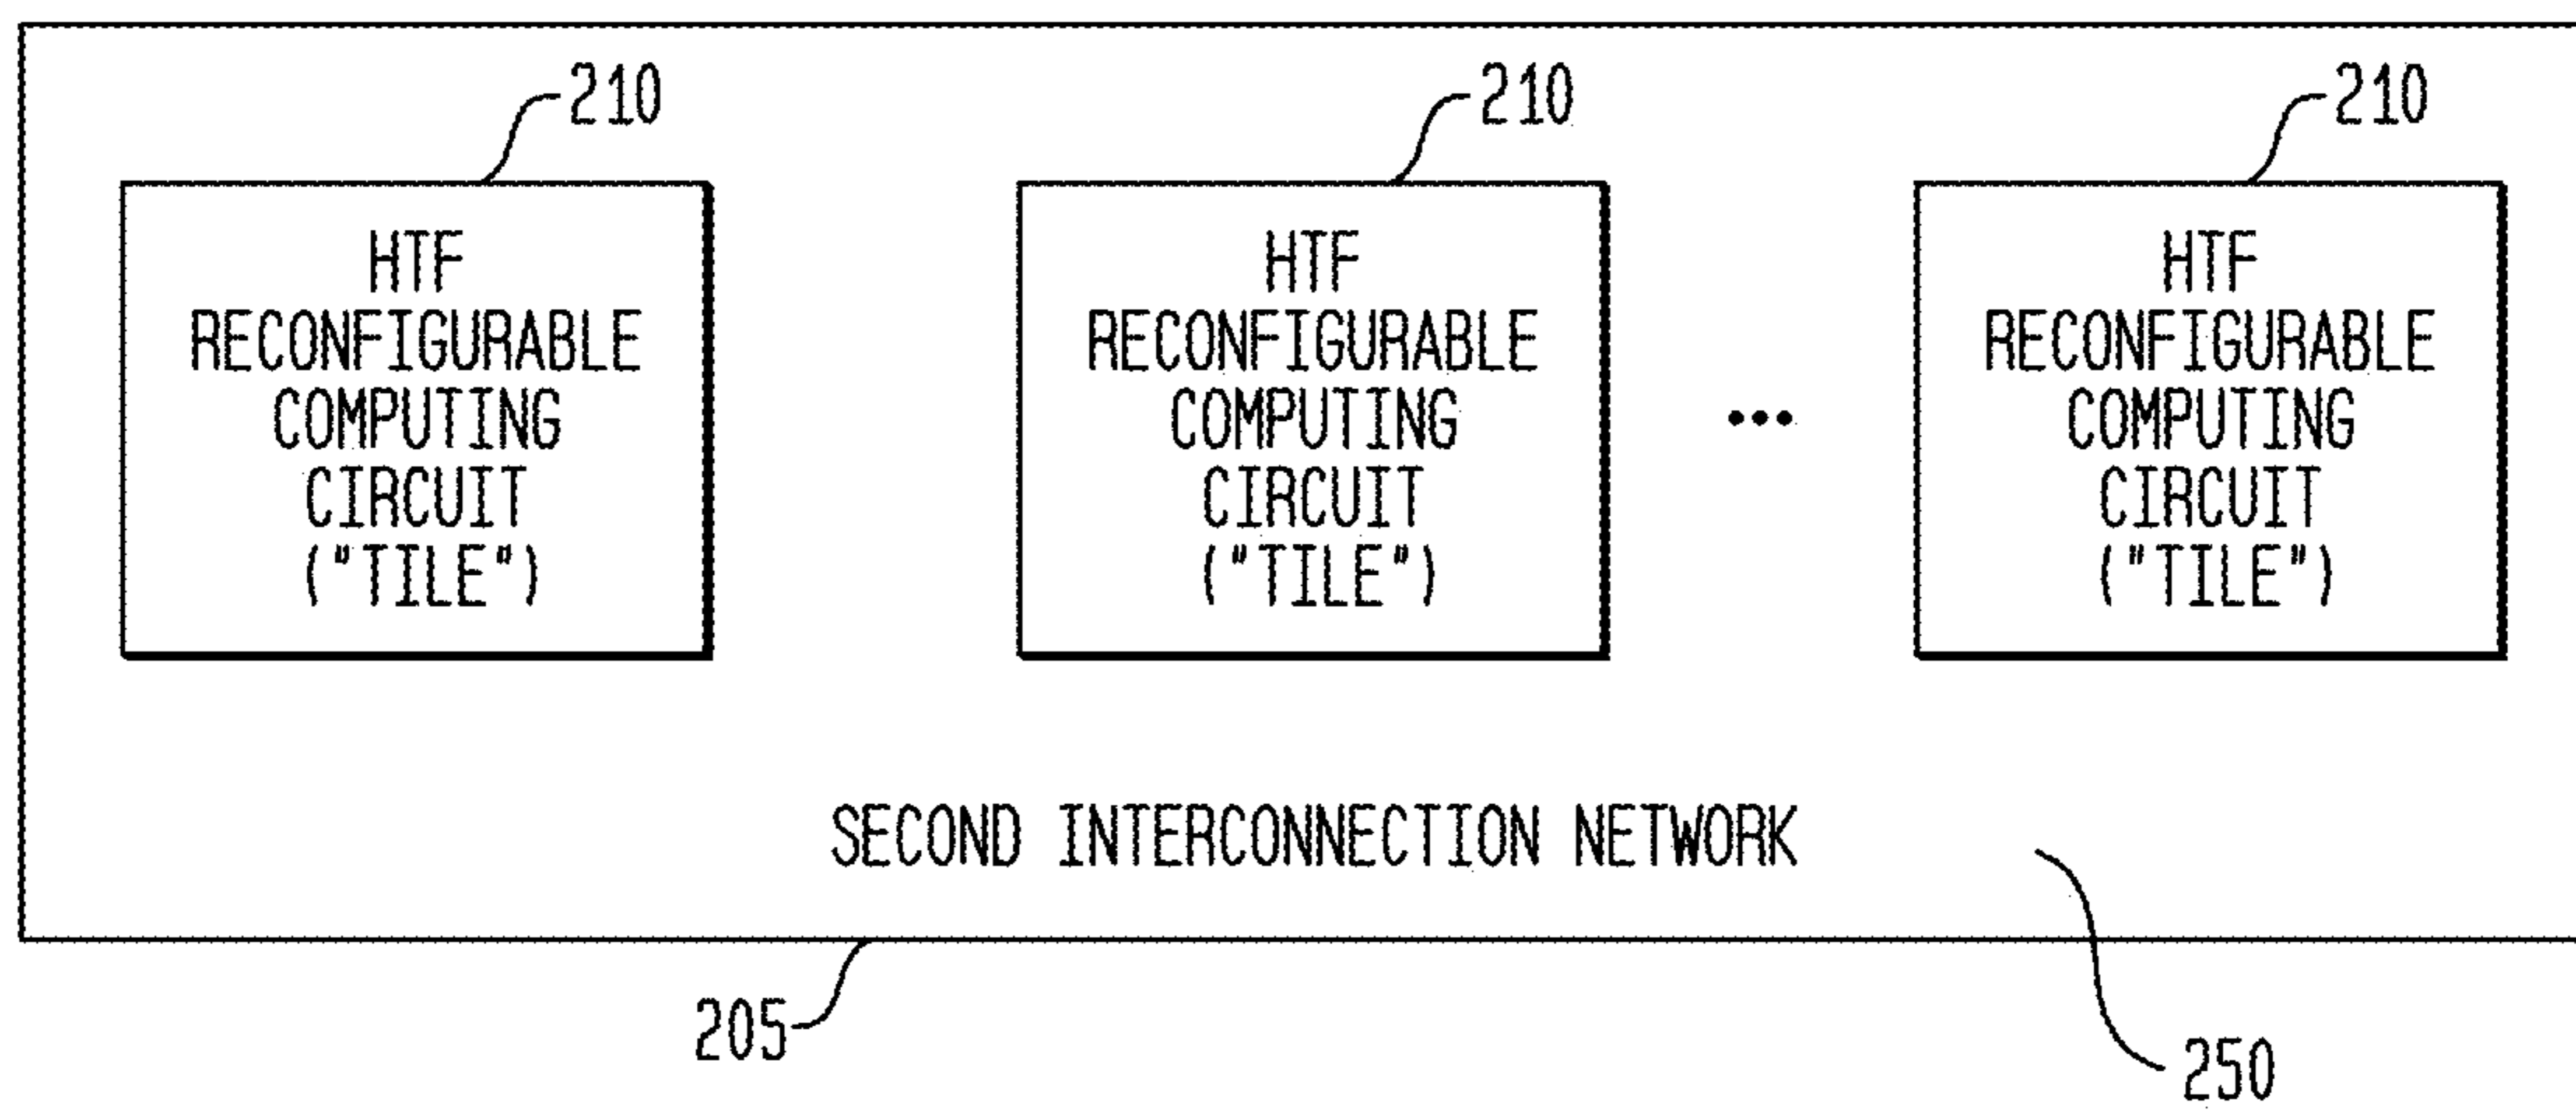 210
210
210
HTF
RECONFIGURABLE
COMPUTING
CIRCUIT
("TILE")
HTF
RECONFIGURABLE
COMPUTING
CIRCUIT
("TILE")
...
HTF
RECONFIGURABLE
COMPUTING
CIRCUIT
("TILE")
SECOND INTERCONNECTION NETWORK
205
250